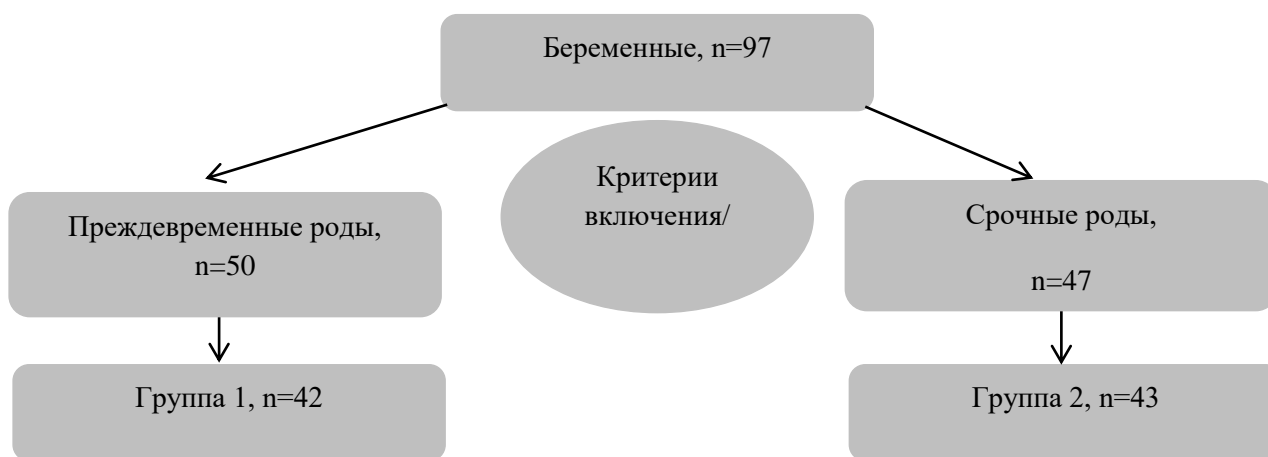 Беременные, n=97
Критерии
включения/
Преждевременные роды,
n=50
Срочные роды,
n=47
Группа 1, n=42
Группа 2, n=43